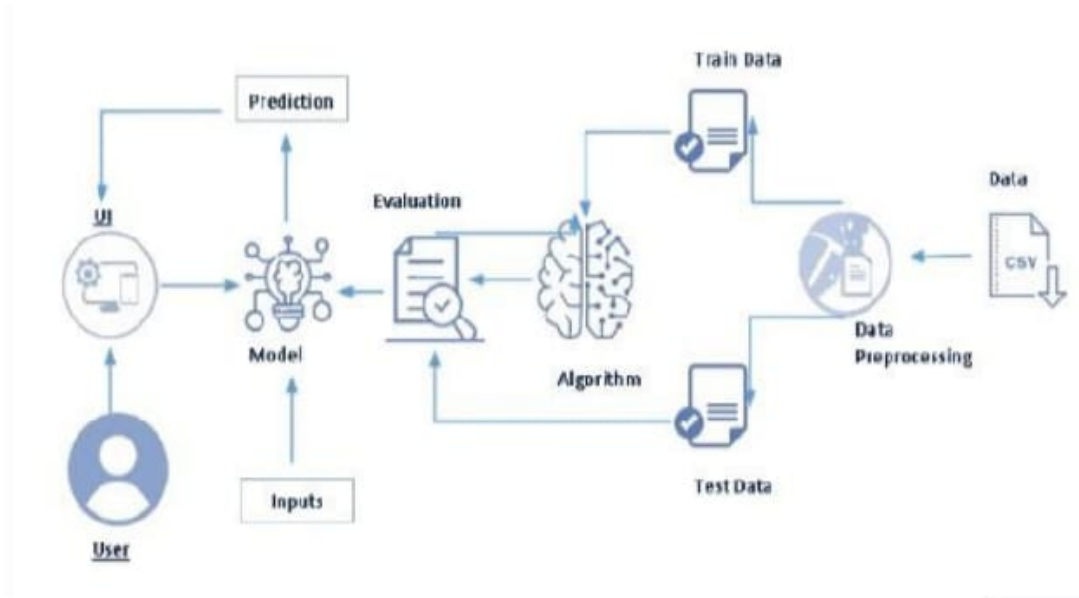 Train Data
Prediction
Data
Evaluation
UI
CSV
Data
Preprocessing
Model
Algorithm
Test Data
Inputs
User